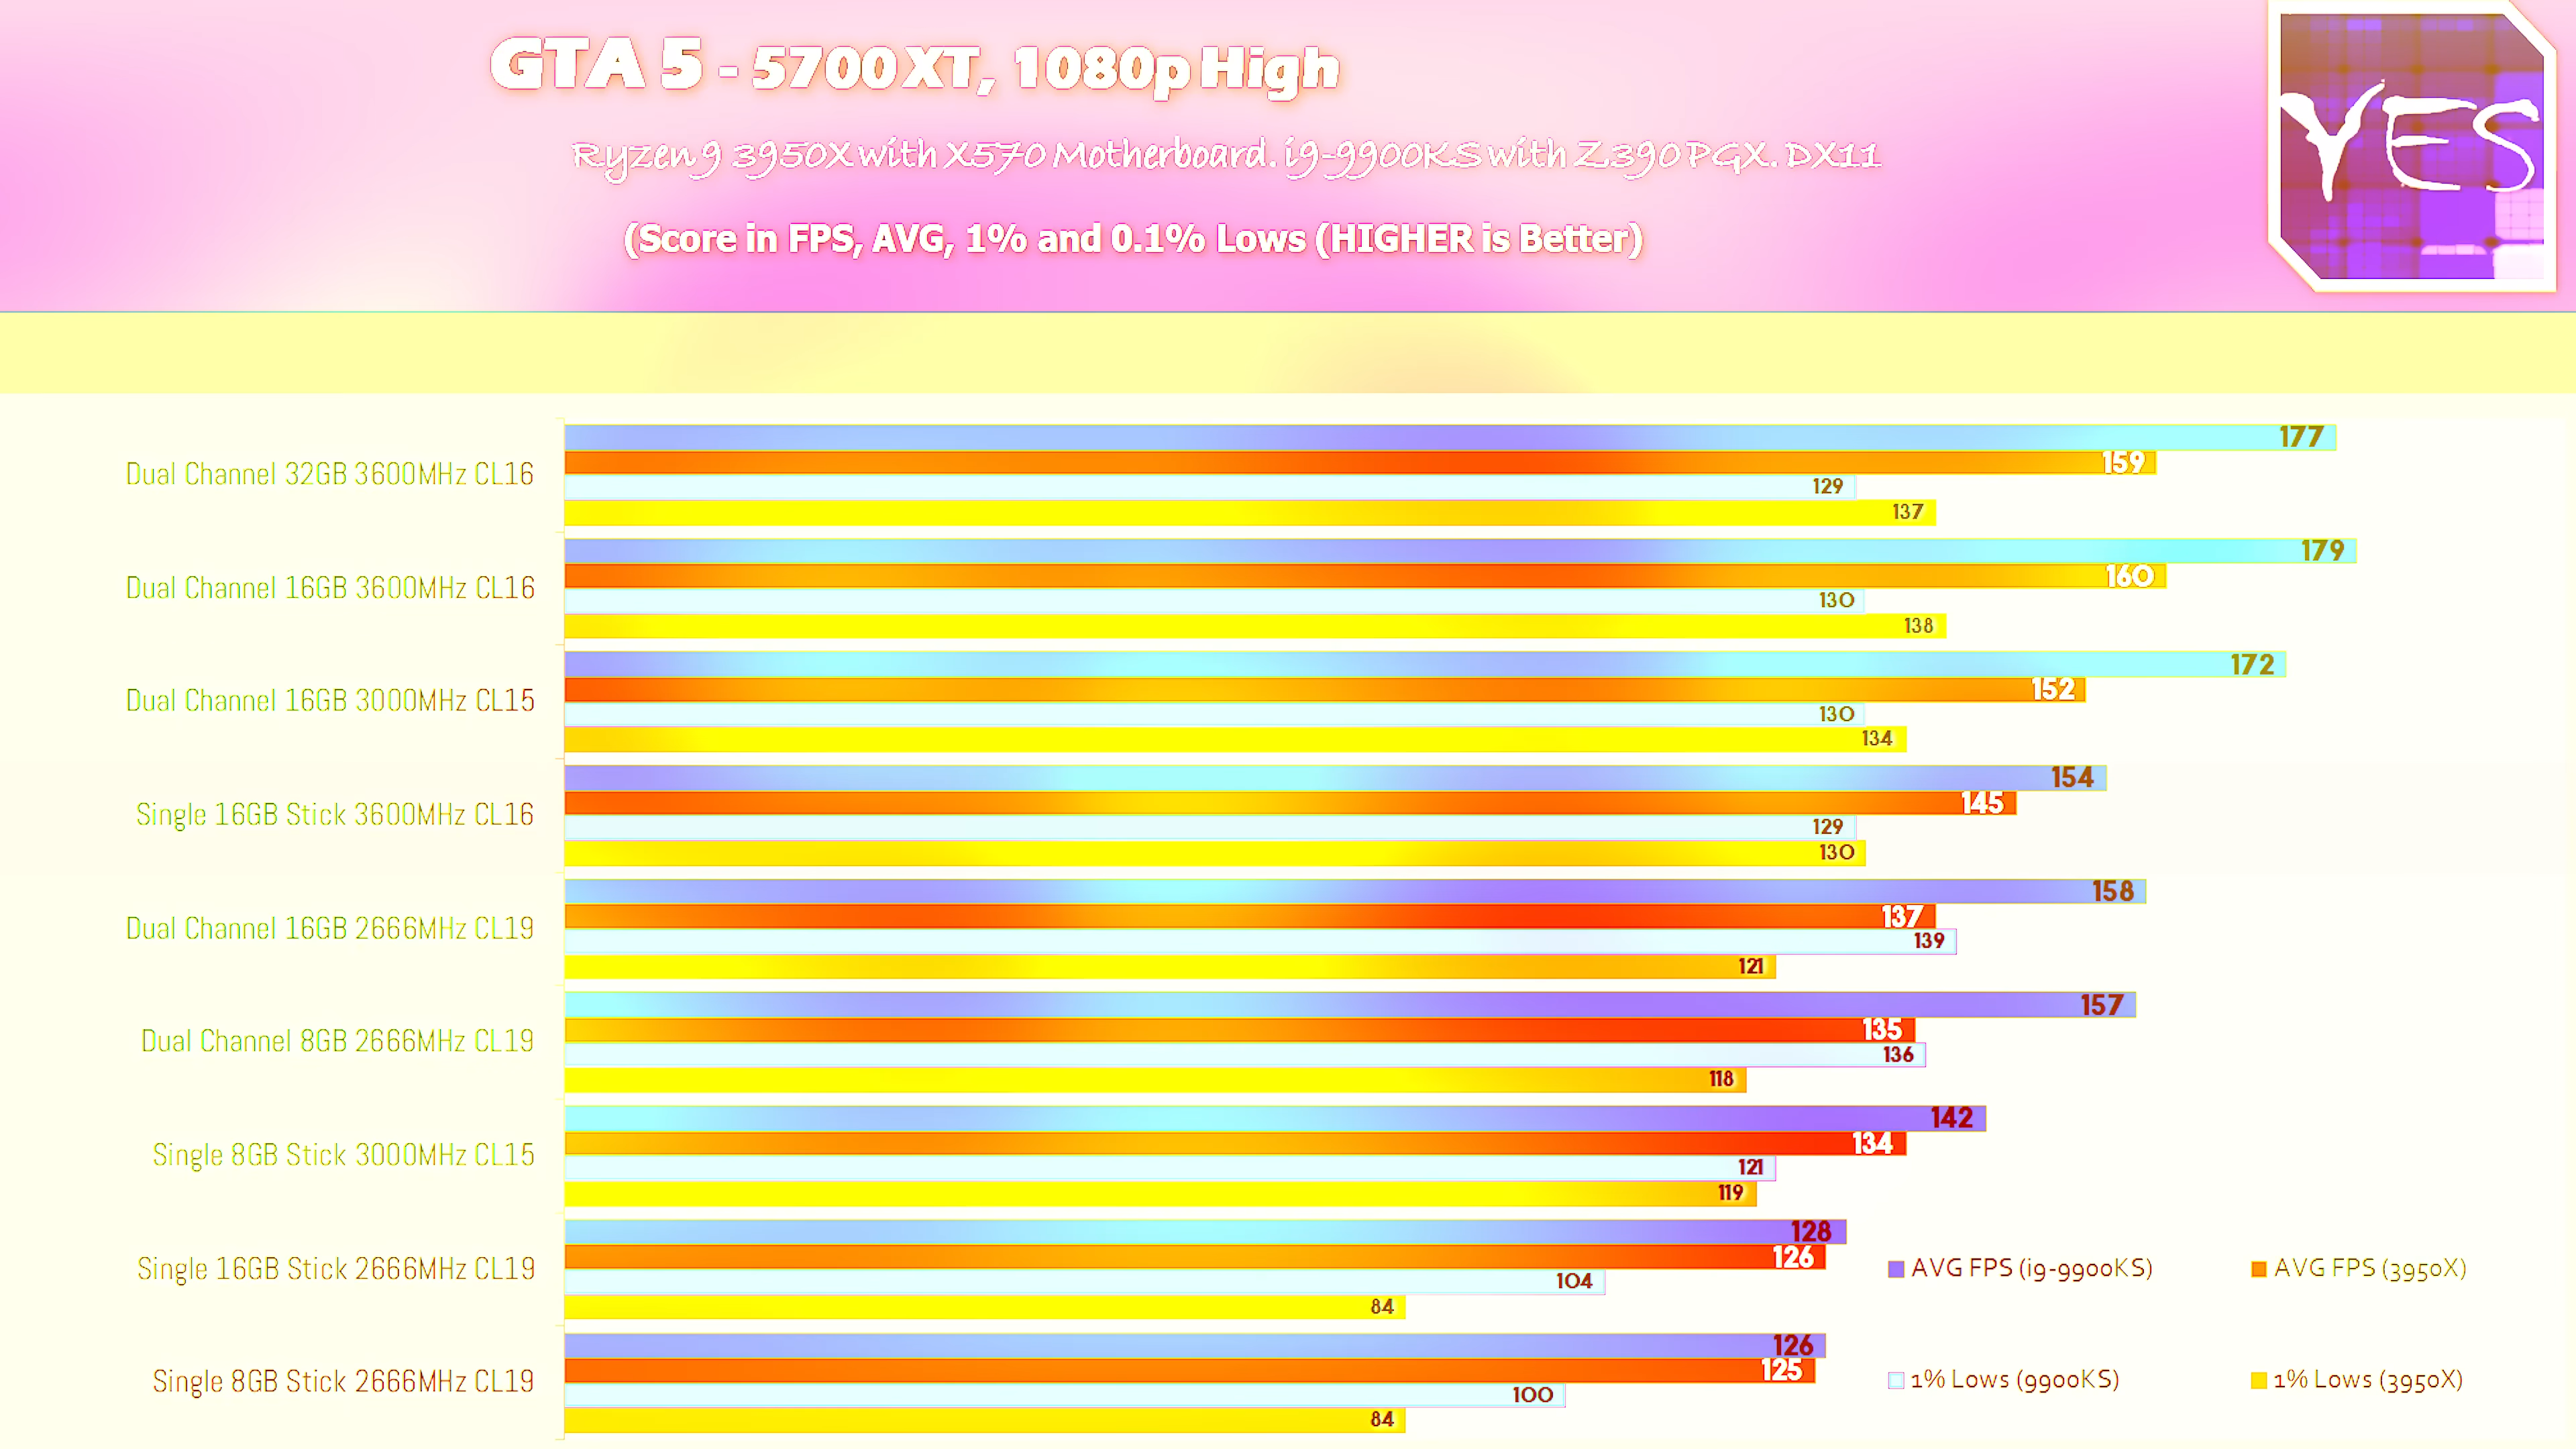 GTA 5 - 5700XT, 1080p High
Ryzen 9 3950X with X570 Motherboard. i9-9900KS with Z390 PGX. DX11
(Score in FPS, AVG, 1% and 0.1% Lows (HIGHER is Better)
YES
Dual Channel 32GB 3600MHz CL16
177
159
129
137
Dual Channel 16GB 3600MHz CL16
179
160
130
138
Dual Channel 16GB 3000MHz CL15
172
152
130
134
Single 16GB Stick 3600MHz CL16
154
145
129
130
Dual Channel 16GB 2666MHz CL19
158
137
139
121
Dual Channel 8GB 2666MHz CL19
157
135
136
118
Single 8GB Stick 3000MHz CL15
142
134
121
119
Single 16GB Stick 2666MHz CL19
128
126
104
84
Single 8GB Stick 2666MHz CL19
126
125
100
84
AVG FPS (i9-9900KS)
AVG FPS (3950X)
1% Lows (9900KS)
1% Lows (3950X)